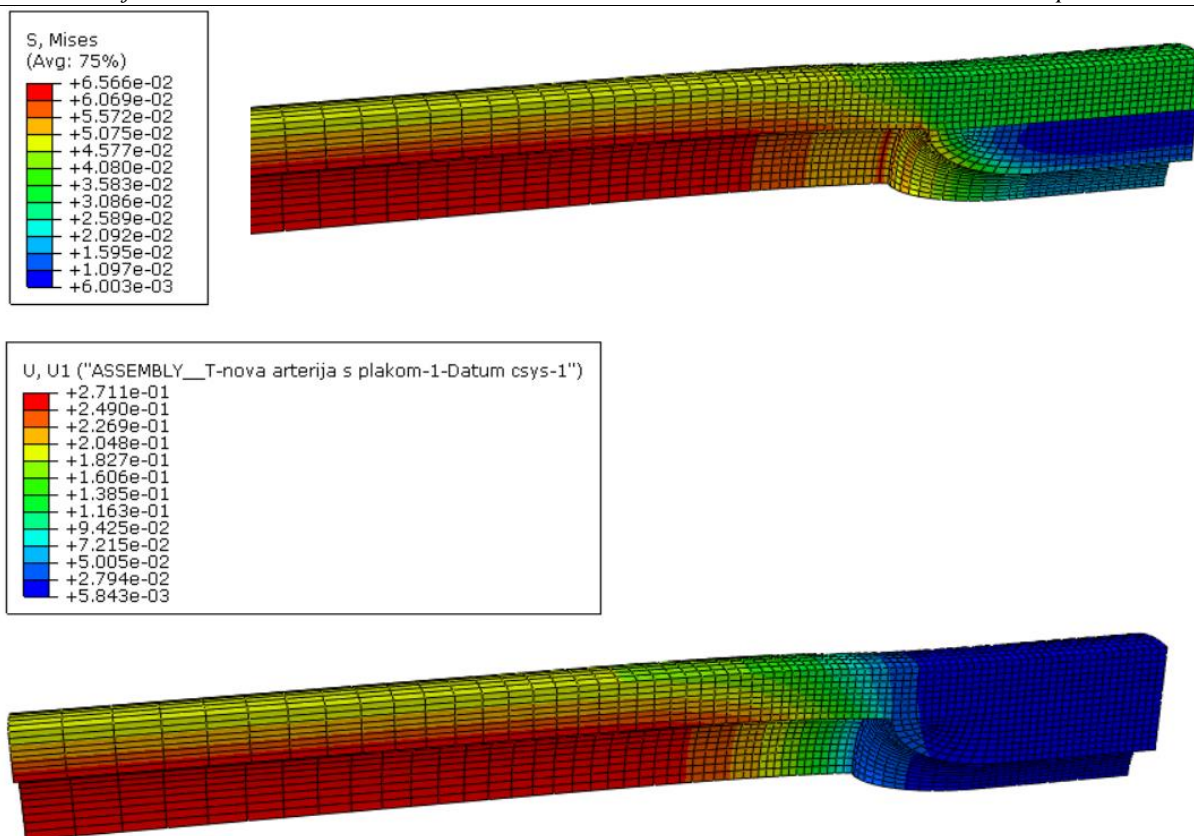 S, Mises
(Avg: 75%)
+6.566e-02
+6.069e-02
+5.572e-02
+5.075e-02
+4.577e-02
+4.080e-02
+3.583e-02
+3.086e-02
+2.589e-02
+2.092e-02
+1.595e-02
+1.097e-02
+6.003e-03
U, U1 ("ASSEMBLY__T-nova arterija s plakom-1-Datum csys-1")
+2.711e-01
+2.490e-01
+2.269e-01
+2.048e-01
+1.827e-01
+1.606e-01
+1.385e-01
+1.163e-01
+9.425e-02
+7.215e-02
+5.005e-02
+2.794e-02
+5.843e-03